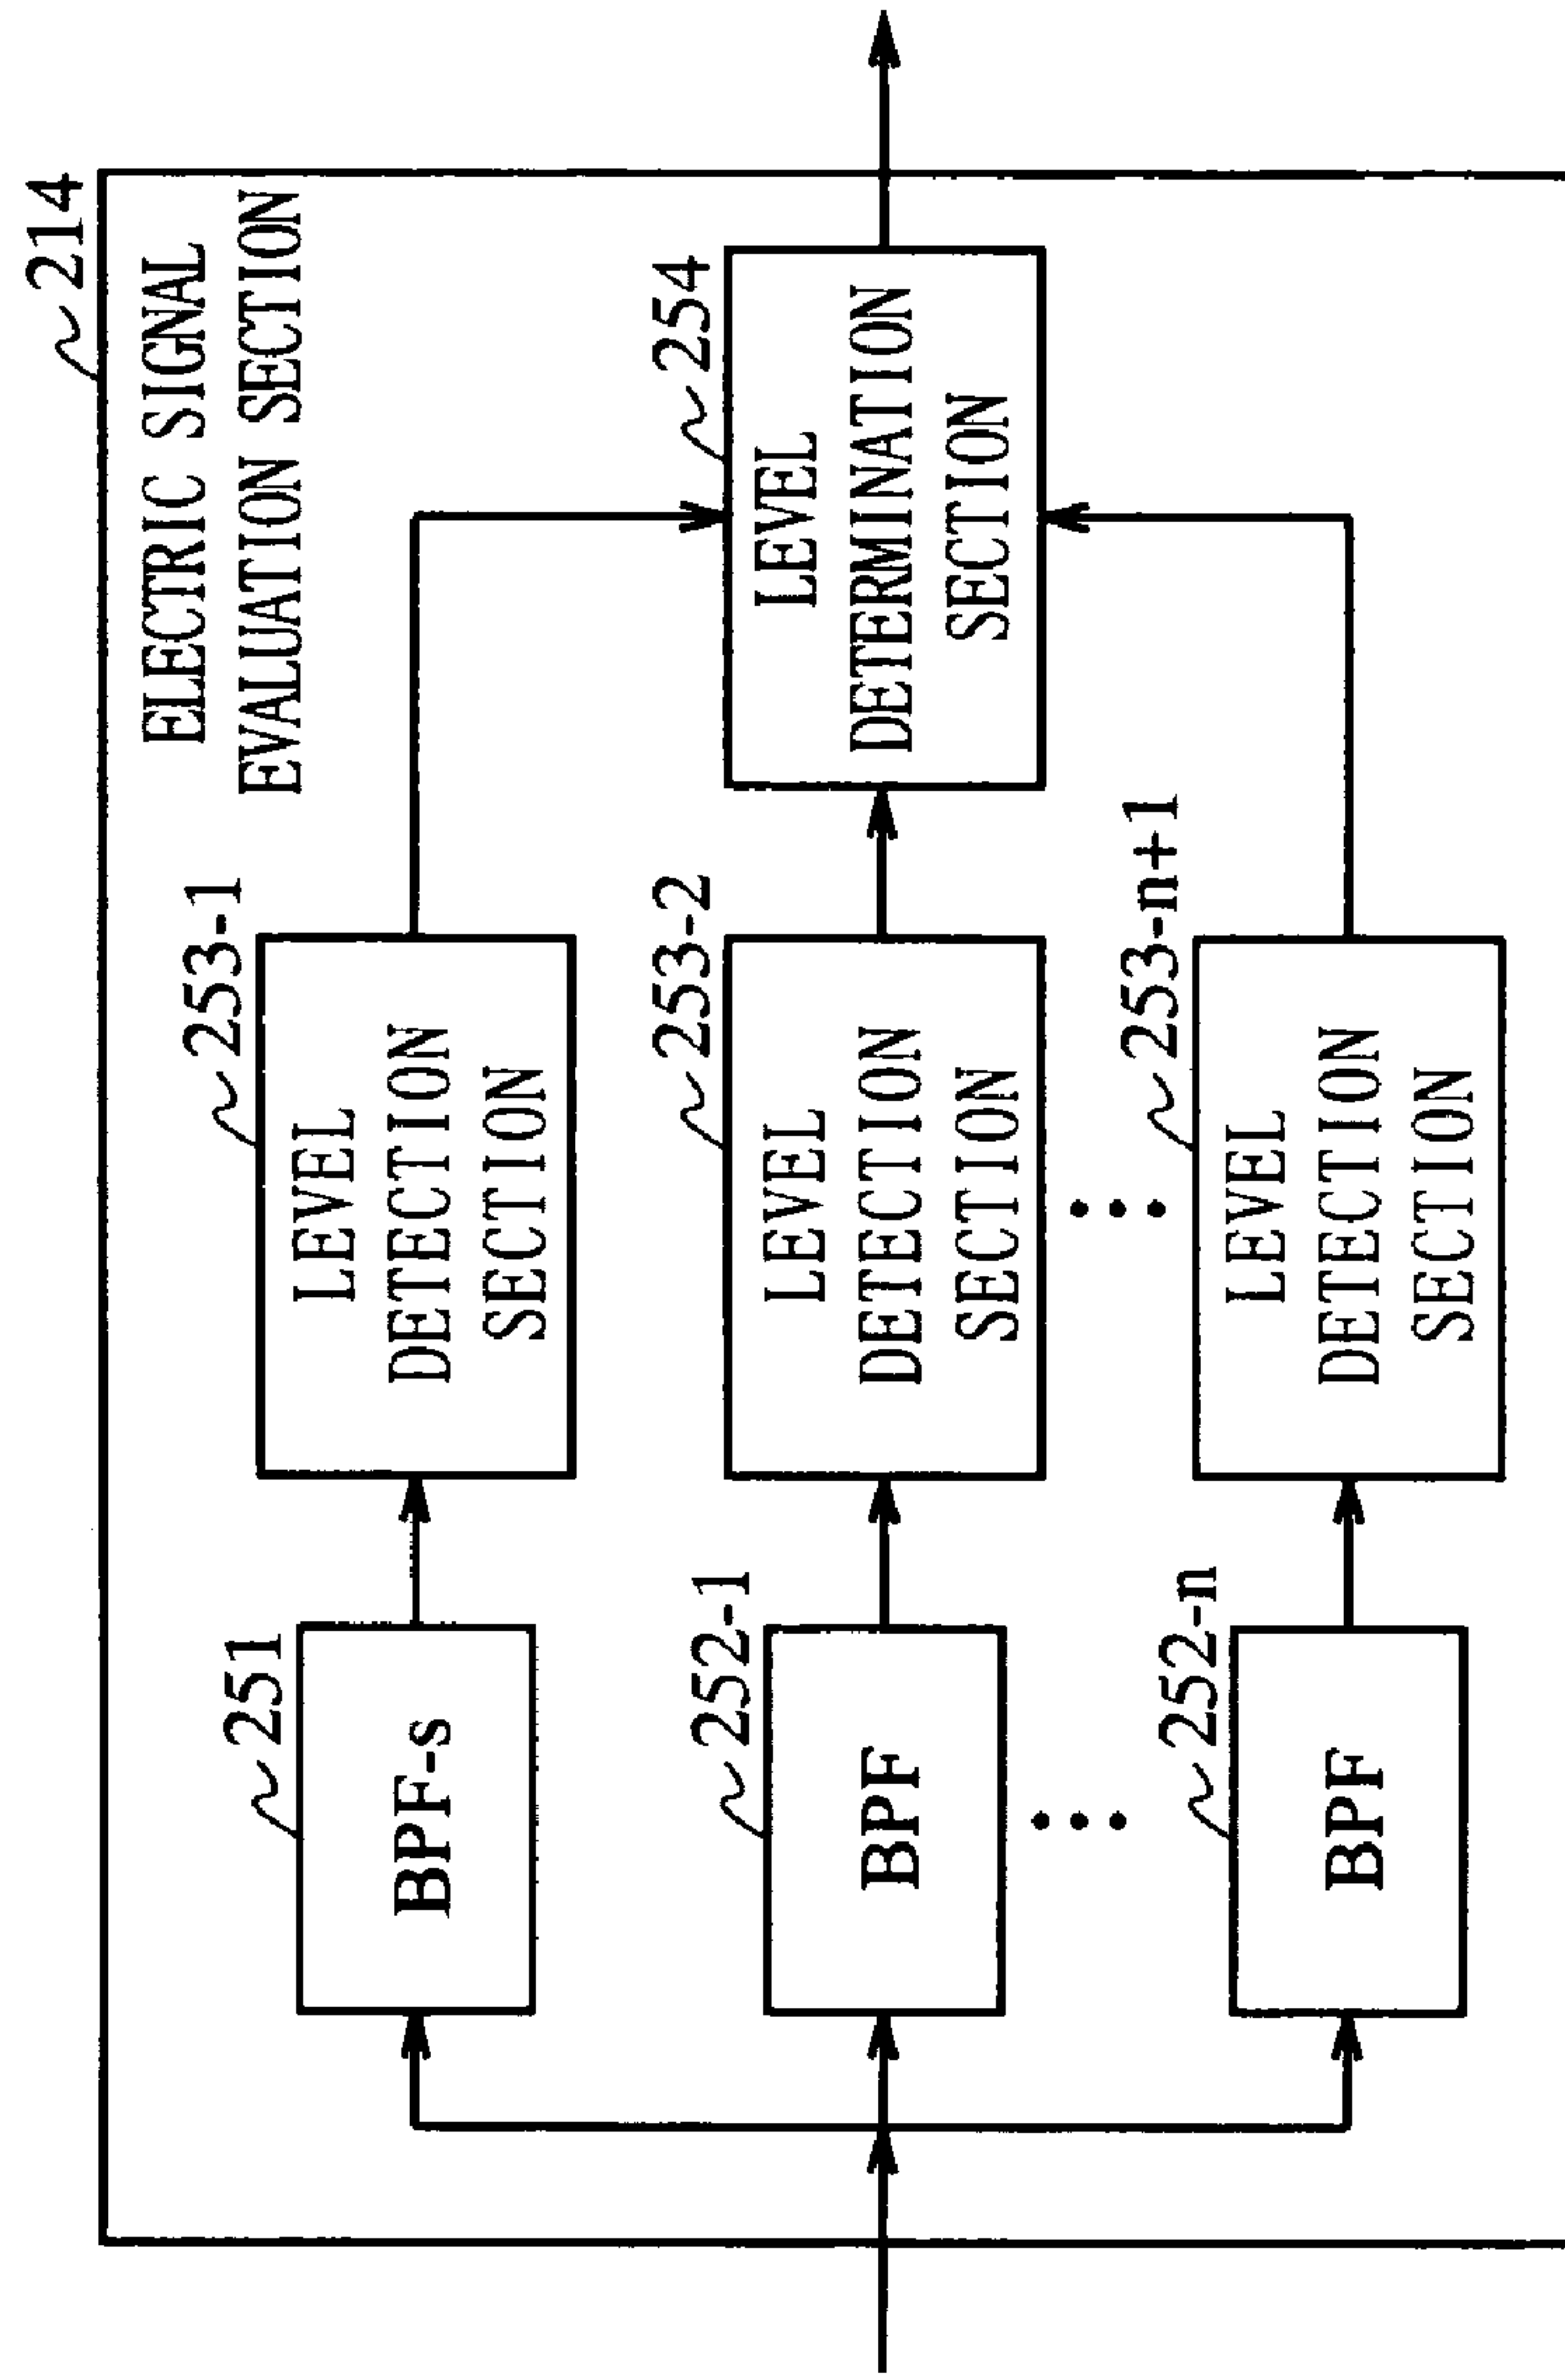 214
ELECTRIC SIGNAL
EVALUATION SECTION
251
BPF-s
253-1
LEVEL
DETECTION
SECTION
254
LEVEL
DETERMINATION
SECTION
252-1
BPF
253-2
LEVEL
DETECTION
SECTION
252-n
BPF
253-n+1
LEVEL
DETECTION
SECTION